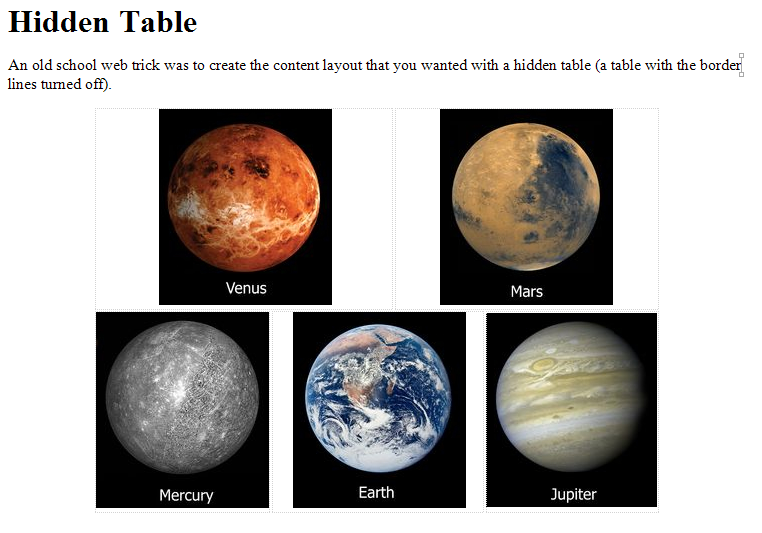 Hidden Table
An old school web trick was to create the content layout that you wanted with a hidden table (a table with the border
lines turned off).
Venus
Mars
Mercury
Earth
Jupiter